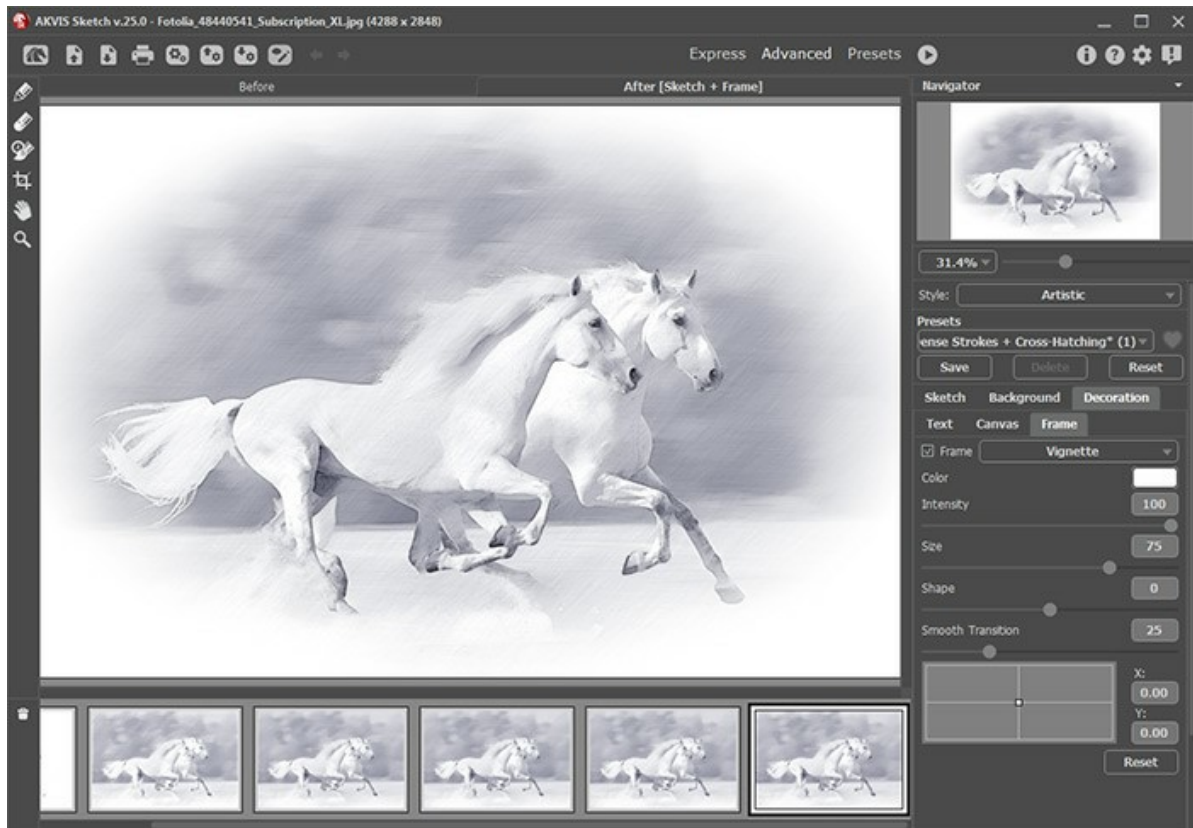 AKVIS Sketch v.25.0 - Fotolia_48440541_Subscription_XL.jpg (4288 x 2848)
Express Advanced Presets
Before After [Sketch + Frame]
Navigator
31.4%
Style: Artistic
Presets
ense Strokes + Cross-Hatching* (1)
Save Delete Reset
Sketch Background Decoration
Text Canvas Frame
Frame Vignette
Color
Intensity 100
Size 75
Shape 0
Smooth Transition 25
X:
0.00
Y:
0.00
Reset